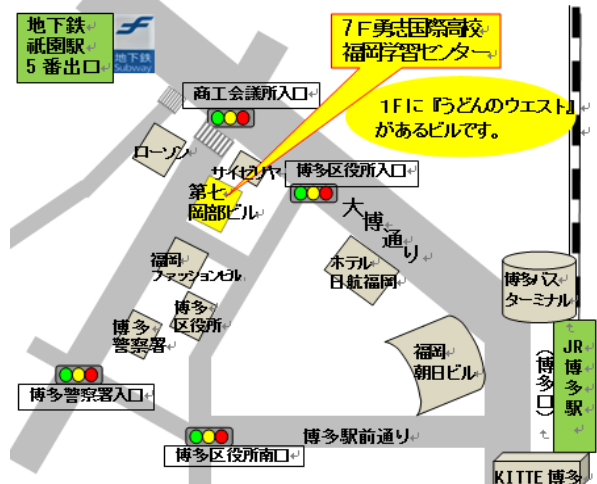 地下鉄
祇園駅
5番出口
地下鉄
Subway
7F勇志国際高校
福岡学習センター
1Fに『うどんのウエスト』
があるビルです。
商工会議所入口
ローソン
サイゼリヤ
博多区役所入口
第七
岡部ビル
大博通り
福岡
ファッションビル
ホテル
日航福岡
博多バス
ターミナル
博多
区役所
博多
警察署
福岡
朝日ビル
JR博多駅
(博多口)
博多警察署入口
博多駅前通り
博多区役所南口
KITTE 博多